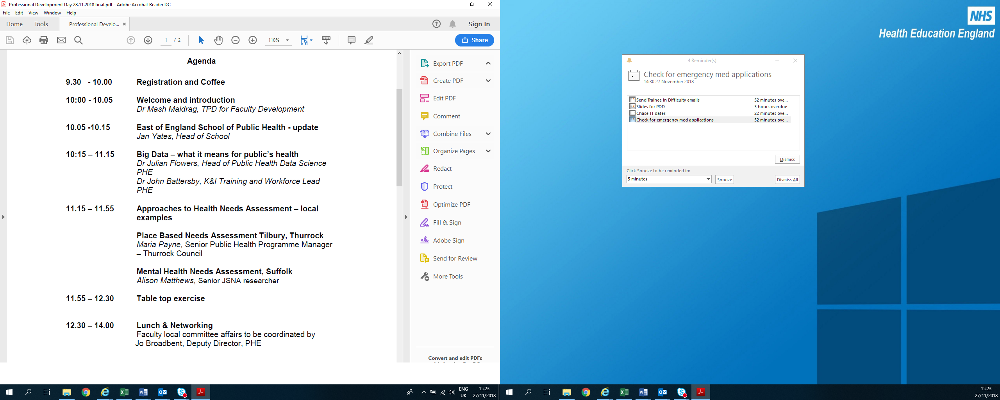 Professional Development Day 28.11.2018 final.pdf - Adobe Acrobat Reader DC
File Edit View Window Help
Home Tools Professional Develo... × Sign In
1 / 2 110% Share
Agenda
9.30 - 10.00 Registration and Coffee
10:00 - 10.05 Welcome and introduction
Dr Mash Maidrag, TPD for Faculty Development
10.05 -10.15 East of England School of Public Health - update
Jan Yates, Head of School
10:15 – 11.15 Big Data – what it means for public’s health
Dr Julian Flowers, Head of Public Health Data Science
PHE
Dr John Battersby, K&I Training and Workforce Lead
PHE
11.15 – 11.55 Approaches to Health Needs Assessment – local
examples
Place Based Needs Assessment Tilbury, Thurrock
Maria Payne, Senior Public Health Programme Manager
– Thurrock Council
Mental Health Needs Assessment, Suffolk
Alison Matthews, Senior JSNA researcher
11.55 – 12.30 Table top exercise
12.30 – 14.00 Lunch & Networking
Faculty local committee affairs to be coordinated by
Jo Broadbent, Deputy Director, PHE
Export PDF
Create PDF
Edit PDF
Comment
Combine Files
Organize Pages
Redact
Protect
Optimize PDF
Fill & Sign
Adobe Sign
Send for Review
More Tools
Convert and edit PDFs
ENG
UK
15:23
27/11/2018
NHS
Health Education England
4 Reminder(s)
Check for emergency med applications
14:30 27 November 2018
Send Trainee in Difficulty emails 52 minutes ove...
Slides for PDD 3 hours overdue
Chase TT dates 22 minutes ove...
Check for emergency med applications 52 minutes ove...
Dismiss
Click Snooze to be reminded in:
5 minutes Snooze Dismiss All
15:23
27/11/2018